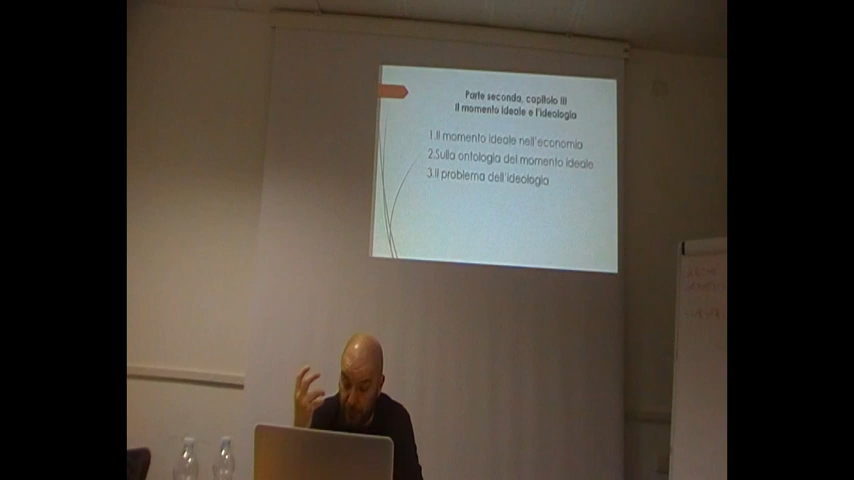 Parte seconda, capitolo III
Il momento ideale e l'ideologia
1.Il momento ideale nell'economia
2.Sulla ontologia del momento ideale
3.Il problema dell'ideologia